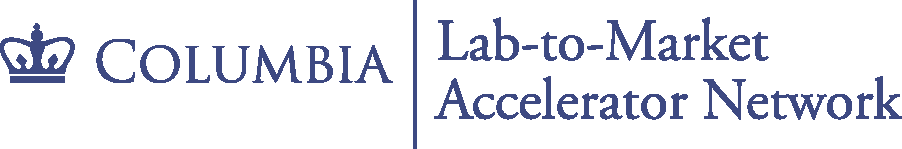 COLUMBIA
Lab-to-Market
Accelerator Network